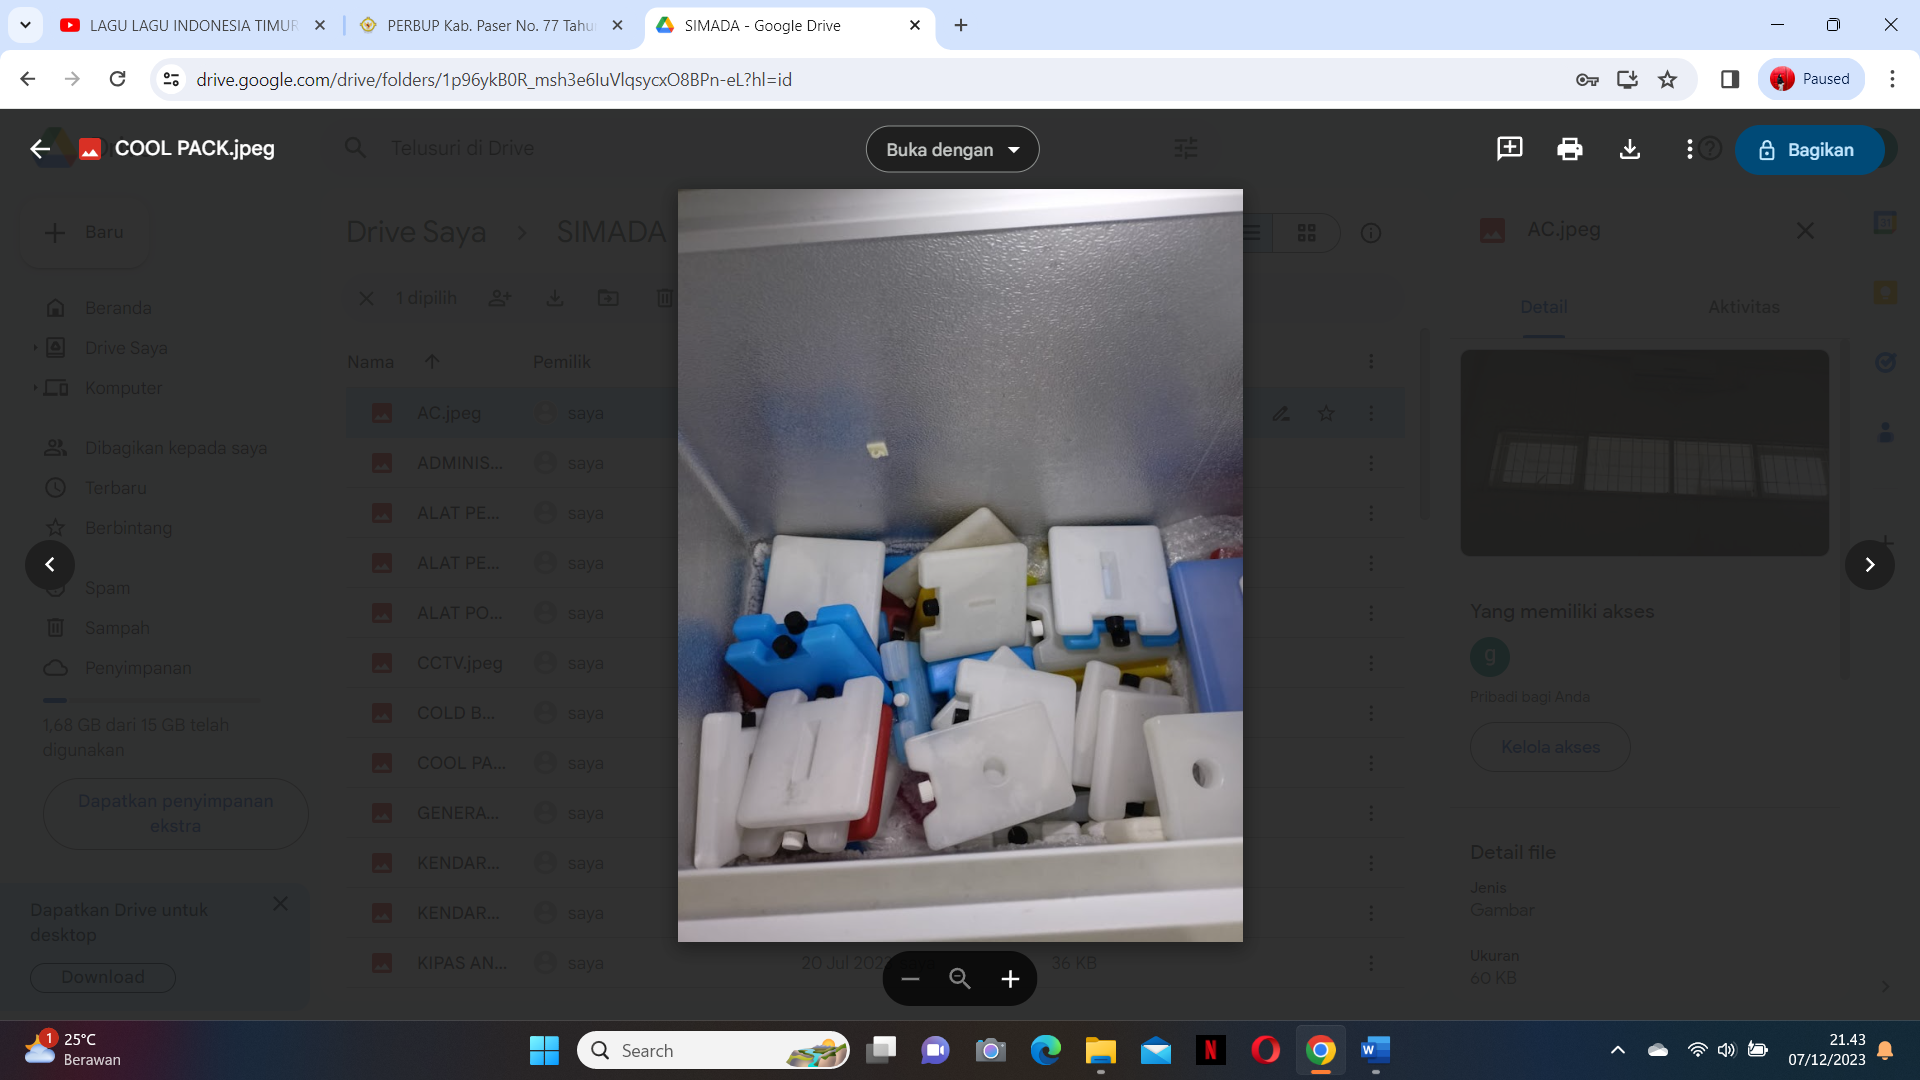 LAGU LAGU INDONESIA TIMUR
PERBUP Kab. Paser No. 77 Tahu
SIMADA - Google Drive
drive.google.com/drive/folders/1p96ykB0R_msh3e6IuVlqsycxO8BPn-eL?hl=id
Paused
COOL PACK.jpeg
Telusuri di Drive
Buka dengan
Bagikan
Baru
Drive Saya > SIMADA
AC.jpeg
1 dipilih
Beranda
Drive Saya
Komputer
Dibagikan kepada saya
Terbaru
Berbintang
Spam
Sampah
Penyimpanan
1,68 GB dari 15 GB telah
digunakan
Dapatkan penyimpanan
ekstra
Dapatkan Drive untuk
desktop
Download
Nama Pemilik
AC.jpeg saya
ADMINIS... saya
ALAT PE... saya
ALAT PE... saya
ALAT PO... saya
CCTV.jpeg saya
COLD B... saya
COOL PA... saya
GENERA... saya
KENDAR... saya
KENDAR... saya
KIPAS AN... saya 20 Jul 202 36 KB
Detail Aktivitas
Yang memiliki akses
g
Pribadi bagi Anda
Kelola akses
Detail file
Jenis
Gambar
Ukuran
60 KB
1
25°C
Berawan
Search
21.43
07/12/2023